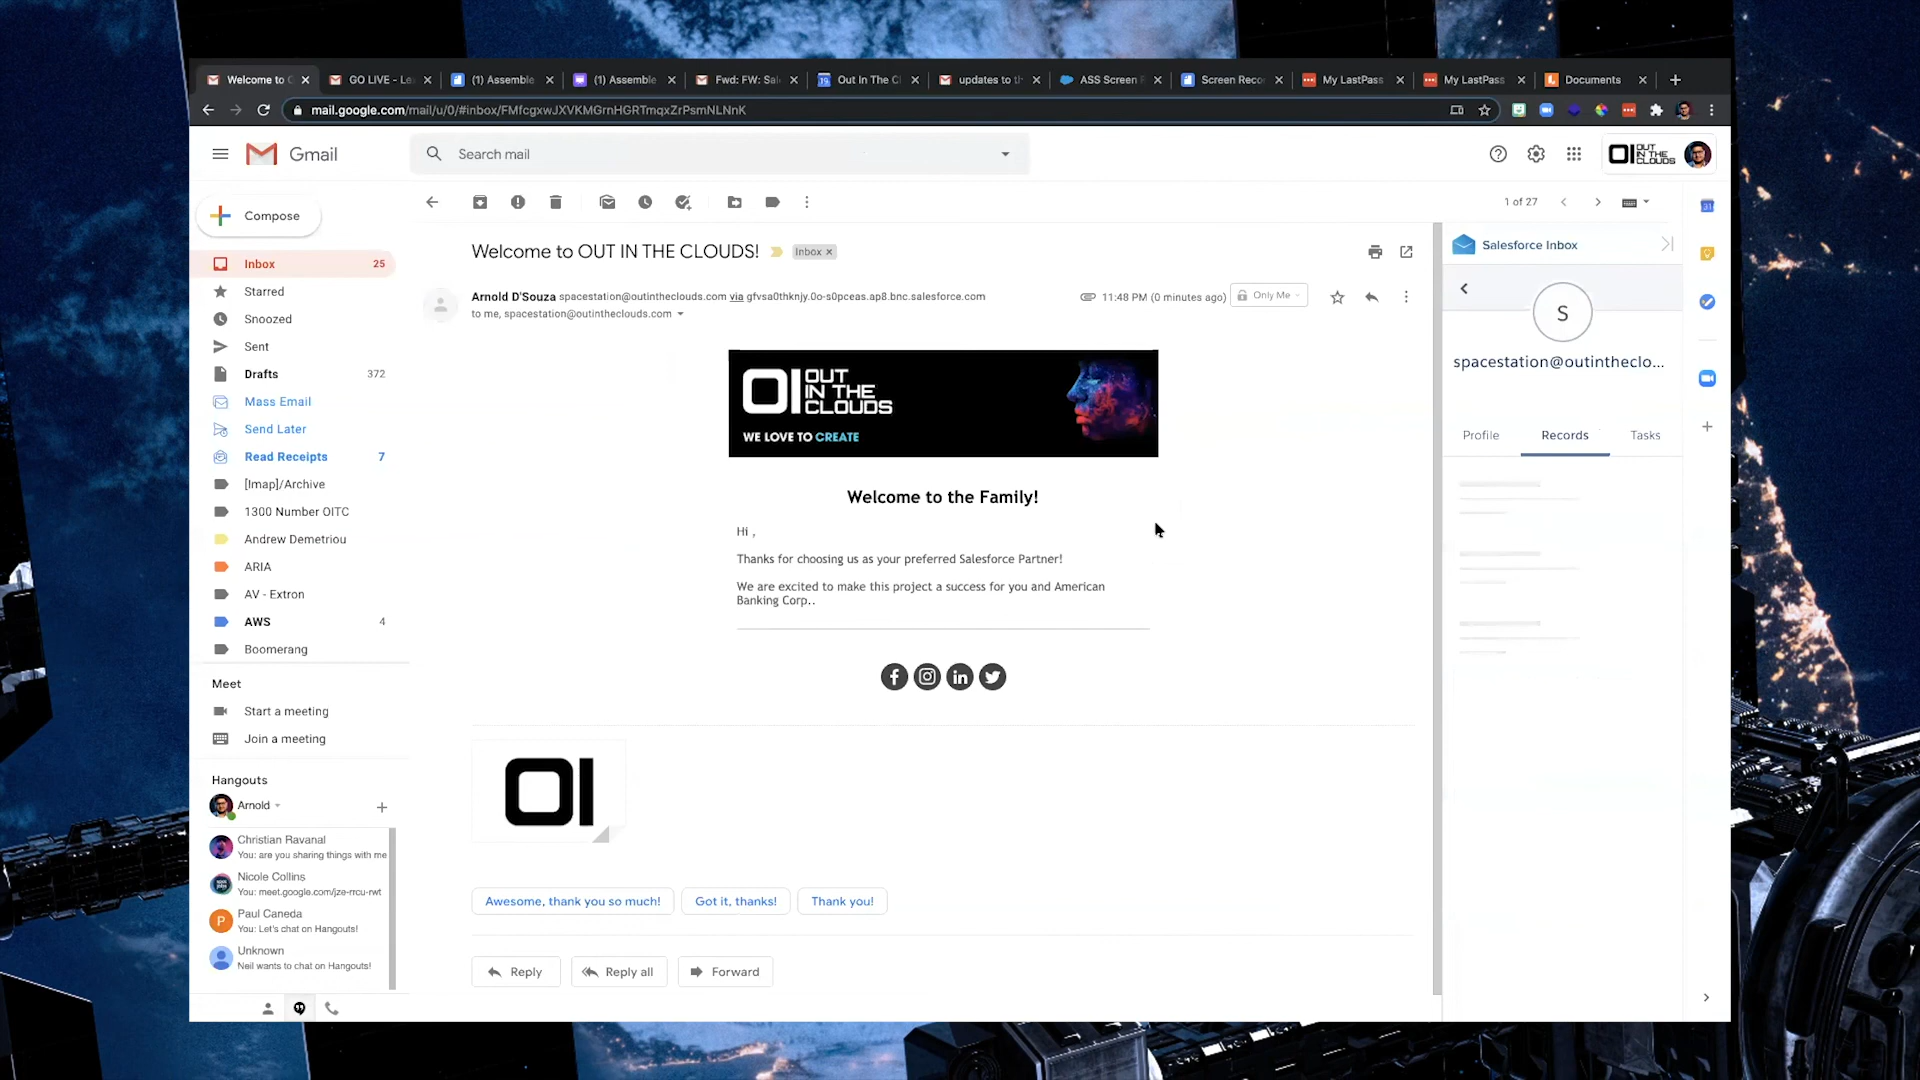 Welcome to
GO LIVE - Le
(1) Assemble
(1) Assemble
Fwd: FW: Sal
Out In The C
updates to t
ASS Screen
Screen Reco
My LastPass
My LastPass
Documents
mail.google.com/mail/u/0/#inbox/FMfcgxwJXVKMGrnHGRTmqxZrPsmNLNnK
Gmail
Search mail
OI OUT IN THE CLOUDS
Compose
1 of 27
Inbox 25
Starred
Snoozed
Sent
Drafts 372
Mass Email
Send Later
Read Receipts 7
[Imap]/Archive
1300 Number OITC
Andrew Demetriou
ARIA
AV - Extron
AWS 4
Boomerang
Meet
Start a meeting
Join a meeting
Hangouts
Arnold
Christian Ravanal
You: are you sharing things with me
Nicole Collins
You: meet.google.com/jze-rrcu-rwt
Paul Caneda
P
You: Let's chat on Hangouts!
Unknown
Neil wants to chat on Hangouts!
Welcome to OUT IN THE CLOUDS!
Inbox x
Arnold D'Souza spacestation@outintheclouds.com via gfvsa0thknjy.0o-s0pceas.ap8.bnc.salesforce.com
11:48 PM (0 minutes ago)
Only Me
to me, spacestation@outintheclouds.com
OI OUT
IN THE
CLOUDS
WE LOVE TO CREATE
Welcome to the Family!
Hi ,
Thanks for choosing us as your preferred Salesforce Partner!
We are excited to make this project a success for you and American
Banking Corp..
OI
Awesome, thank you so much!
Got it, thanks!
Thank you!
Reply
Reply all
Forward
Salesforce Inbox
S
spacestation@outintheclo...
Profile
Records
Tasks
31